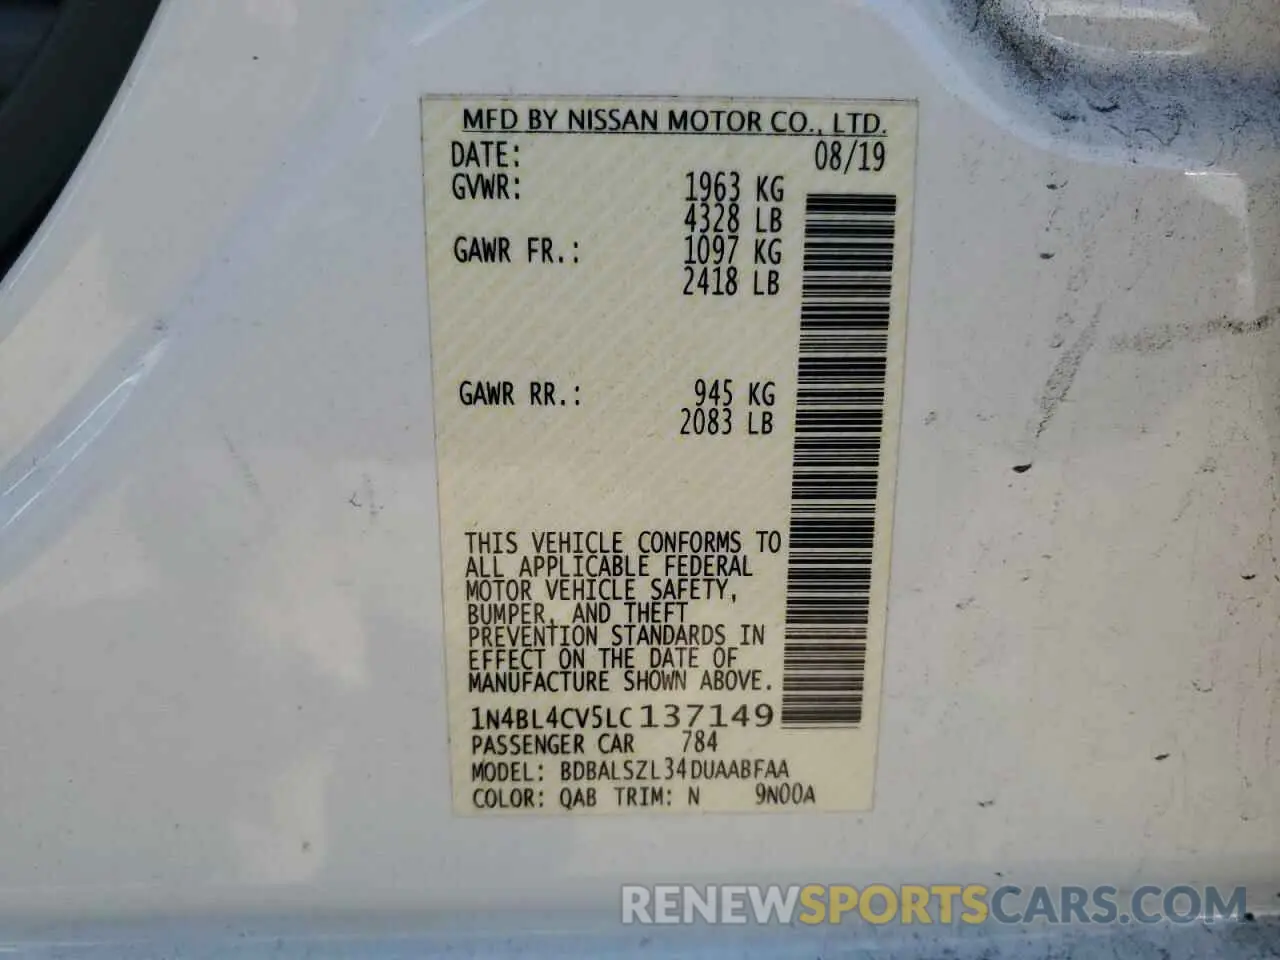 MFD BY NISSAN MOTOR CO., LTD.
DATE: 08/19
GVWR: 1963 KG
4328 LB
GAWR FR.: 1097 KG
2418 LB
GAWR RR.: 945 KG
2083 LB
THIS VEHICLE CONFORMS TO
ALL APPLICABLE FEDERAL
MOTOR VEHICLE SAFETY,
BUMPER, AND THEFT
PREVENTION STANDARDS IN
EFFECT ON THE DATE OF
MANUFACTURE SHOWN ABOVE.
1N4BL4CV5LC137149
PASSENGER CAR 784
MODEL: BDBALSZL34DUAABFAA
COLOR: QAB TRIM: N 9N00A
RENEWSPORTSCARS.COM